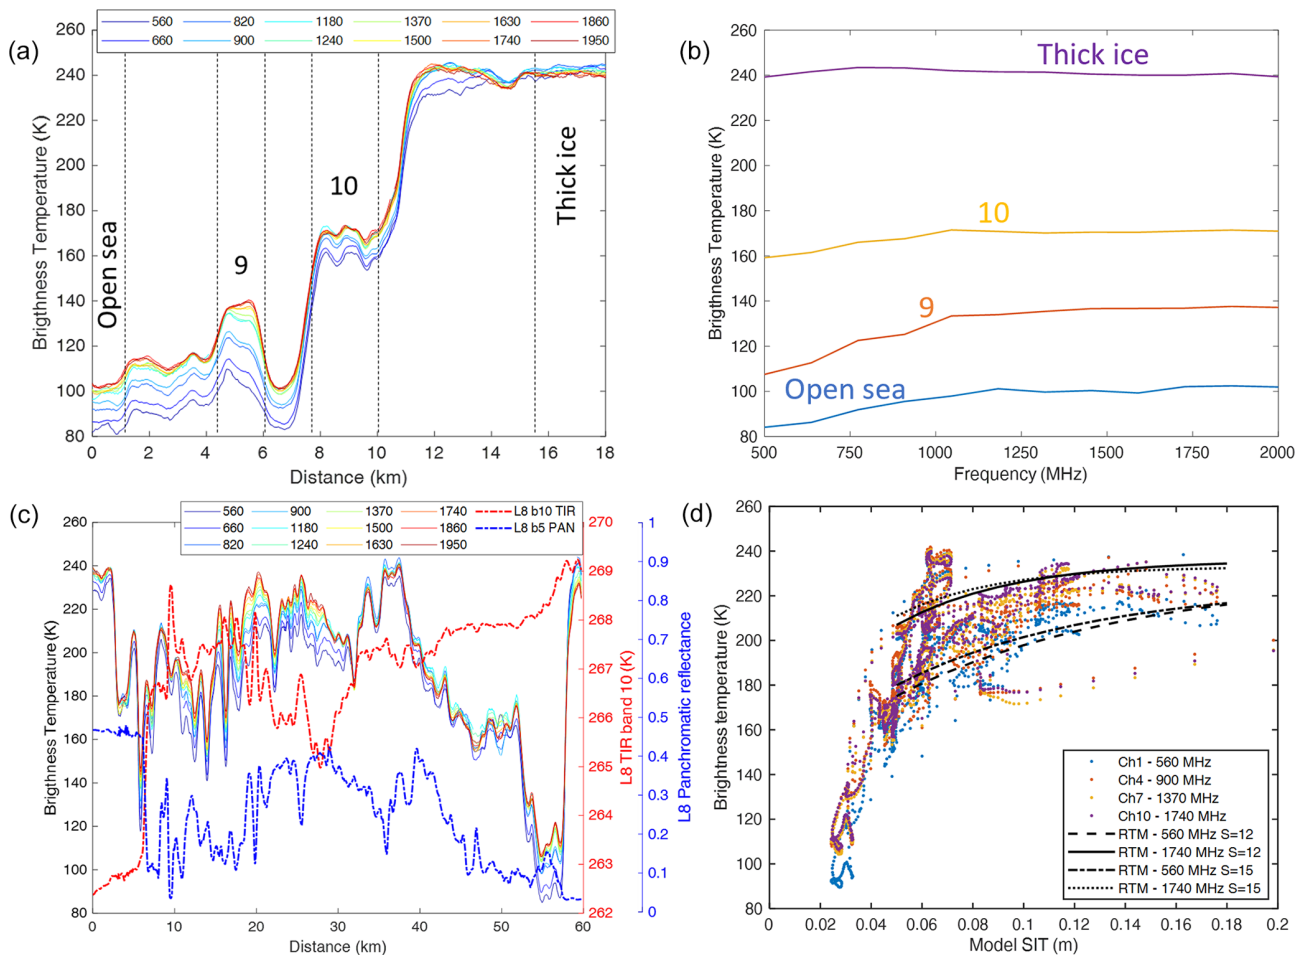 (a)
560 820 1180 1370 1630 1860
660 900 1240 1500 1740 1950
260
240
220
200
180
160
140
120
100
80
Brigthness Temperature (K)
Open sea
9
10
Thick ice
0 2 4 6 8 10 12 14 16 18
Distance (km)
(b)
260
240
220
200
180
160
140
120
100
80
Brigthness Temperature (K)
Thick ice
10
9
Open sea
500 750 1000 1250 1500 1750 2000
Frequency (MHz)
(c)
560 900 1370 1740 L8 b10 TIR
660 1180 1500 1860 L8 b5 PAN
820 1240 1630 1950
260
240
220
200
180
160
140
120
100
80
Brigthness Temperature (K)
270
269
268
267
266
265
264
263
262
L8 TIR band 10 (K)
1
0.9
0.8
0.7
0.6
0.5
0.4
0.3
0.2
0.1
0
L8 Panchromatic reflectance
0 10 20 30 40 50 60
Distance (km)
(d)
260
240
220
200
180
160
140
120
100
80
Brightness temperature (K)
Ch1 - 560 MHz
Ch4 - 900 MHz
Ch7 - 1370 MHz
Ch10 - 1740 MHz
RTM - 560 MHz S=12
RTM - 1740 MHz S=12
RTM - 560 MHz S=15
RTM - 1740 MHz S=15
0 0.02 0.04 0.06 0.08 0.1 0.12 0.14 0.16 0.18 0.2
Model SIT (m)